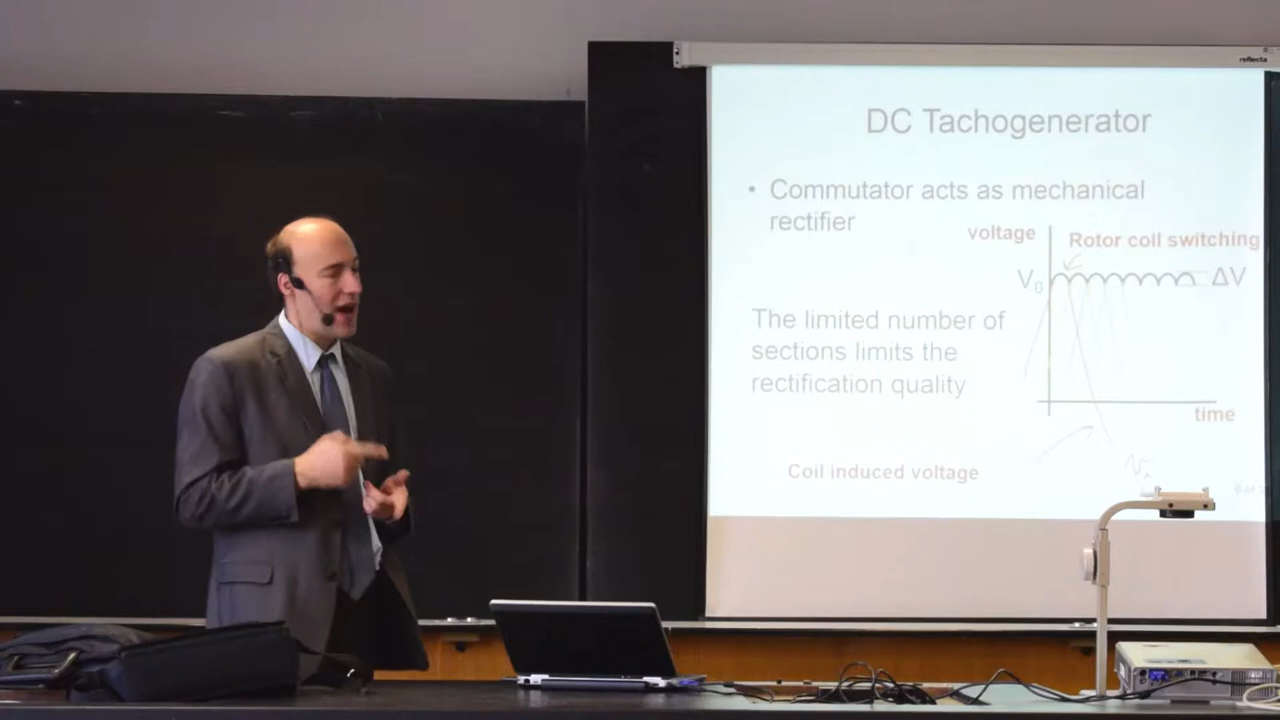 reflecta
DC Tachogenerator
• Commutator acts as mechanical
rectifier
voltage
Rotor coil switching
V₀
ΔV
The limited number of
sections limits the
rectification quality
time
Coil induced voltage